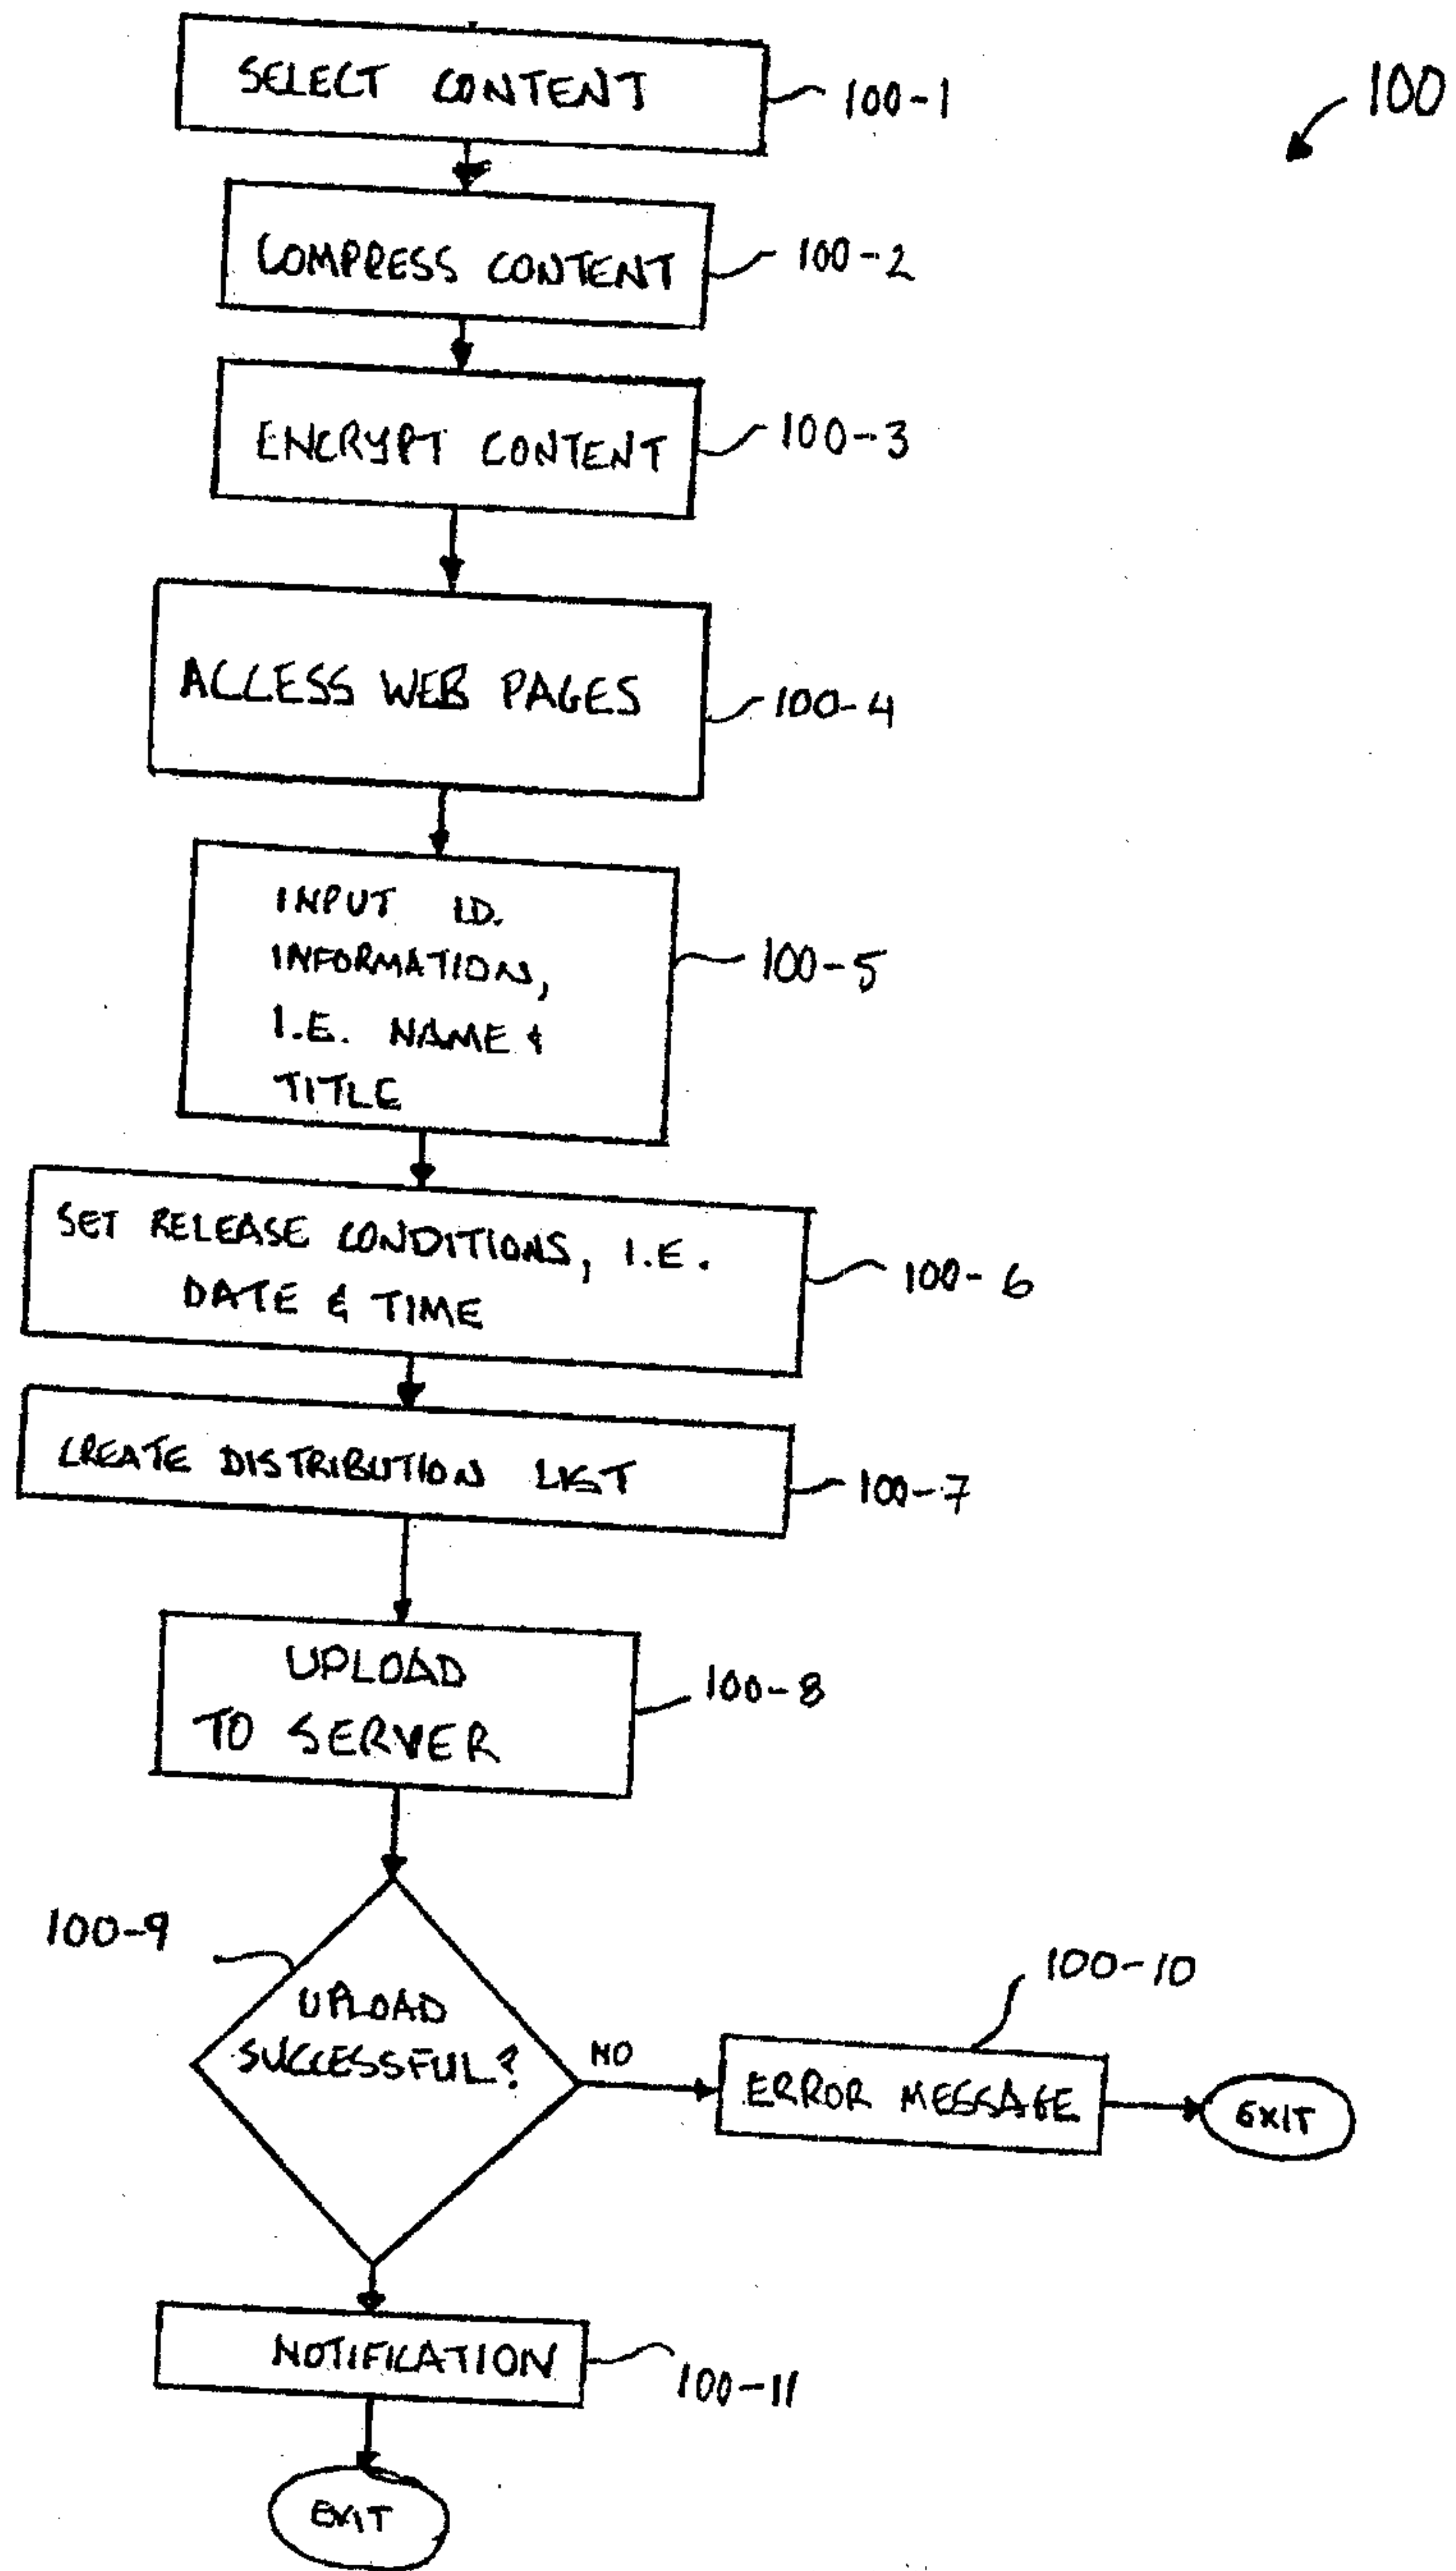 SELECT CONTENT
100-1
100
COMPRESS CONTENT
100-2
ENCRYPT CONTENT
100-3
ACCESS WEB PAGES
100-4
INPUT I.D.
INFORMATION,
I.E. NAME &
TITLE
100-5
SET RELEASE CONDITIONS, I.E.
DATE & TIME
100-6
CREATE DISTRIBUTION LIST
100-7
UPLOAD
TO SERVER
100-8
100-9
UPLOAD
SUCCESSFUL?
NO
100-10
ERROR MESSAGE
EXIT
NOTIFICATION
100-11
EXIT